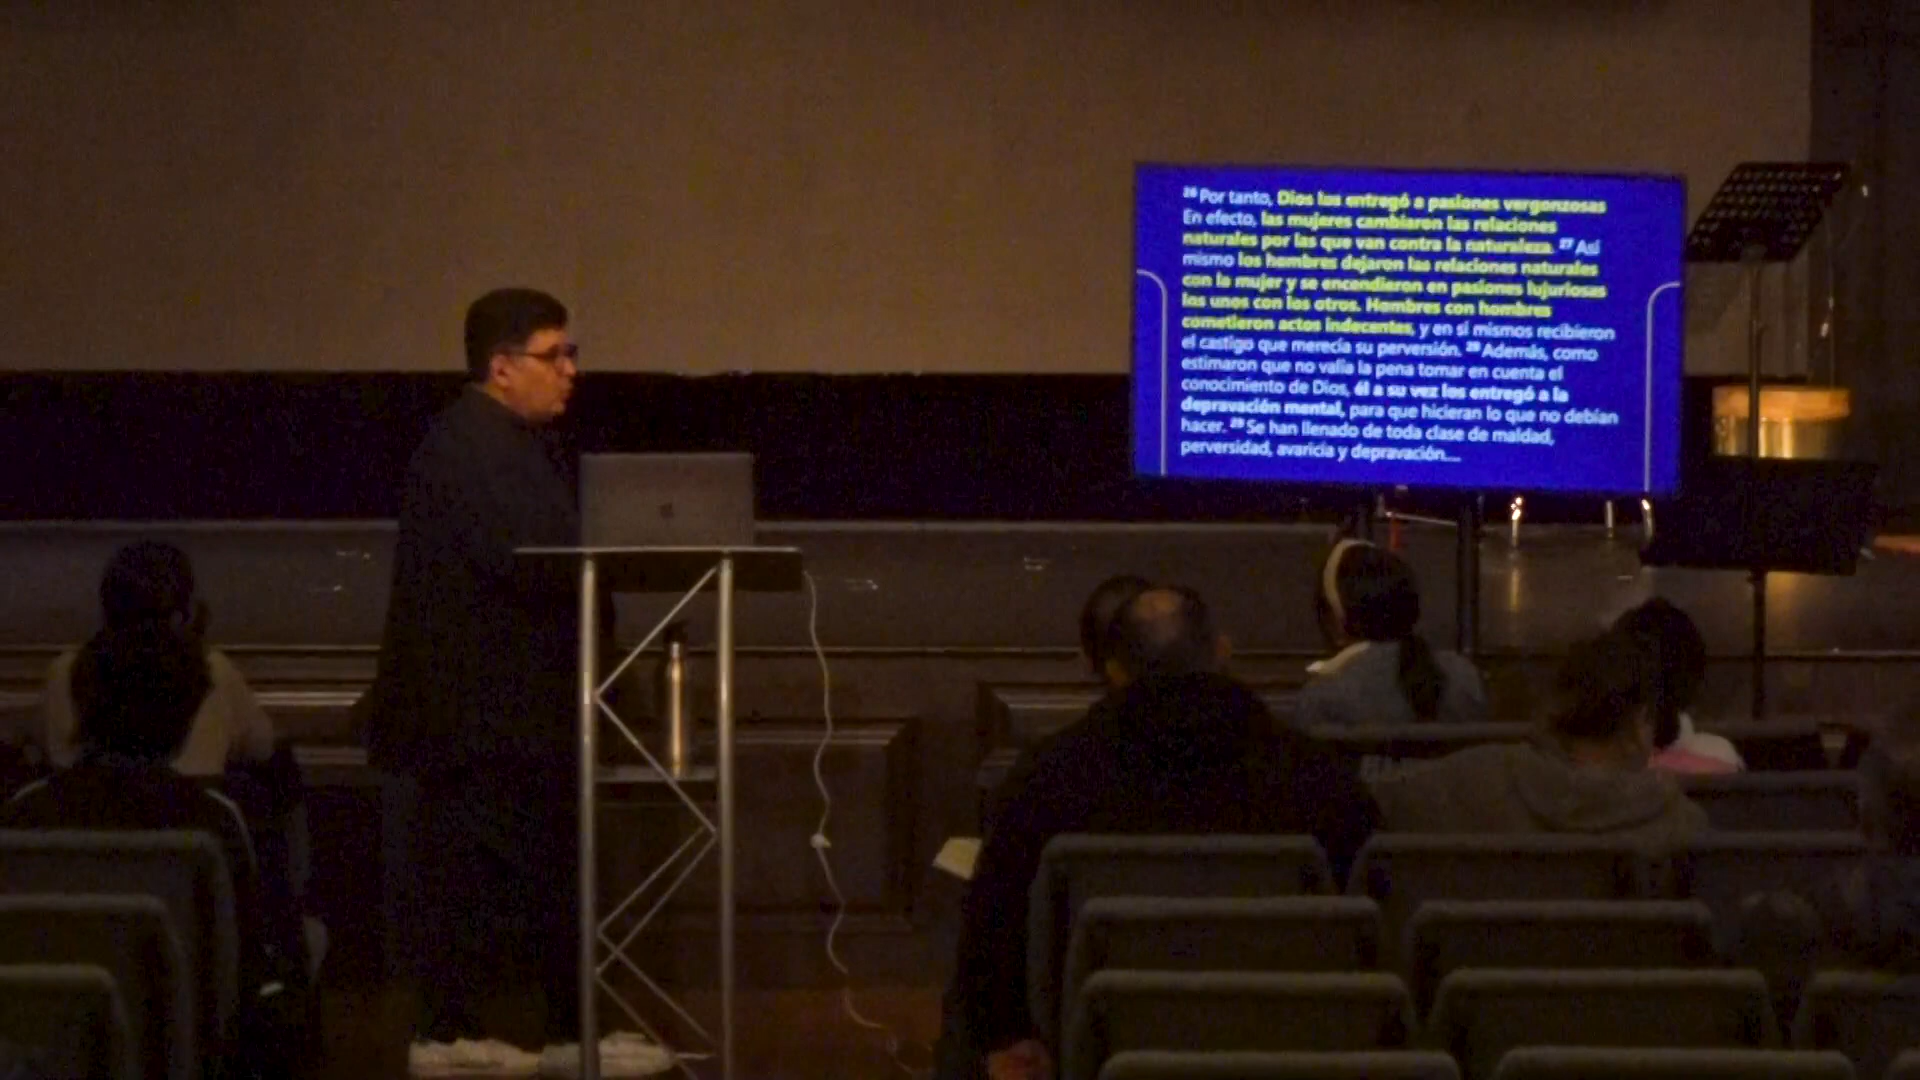 26 Por tanto, Dios los entregó a pasiones vergonzosas
En efecto, las mujeres cambiaron las relaciones
naturales por las que van contra la naturaleza. 27 Así
mismo los hombres dejaron las relaciones naturales
con la mujer y se encendieron en pasiones lujuriosas
los unos con los otros. Hombres con hombres
cometieron actos indecentes, y en sí mismos recibieron
el castigo que merecía su perversión. 28 Además, como
estimaron que no valía la pena tomar en cuenta el
conocimiento de Dios, él a su vez los entregó a la
depravación mental, para que hicieran lo que no debían
hacer. 29 Se han llenado de toda clase de maldad,
perversidad, avaricia y depravación....